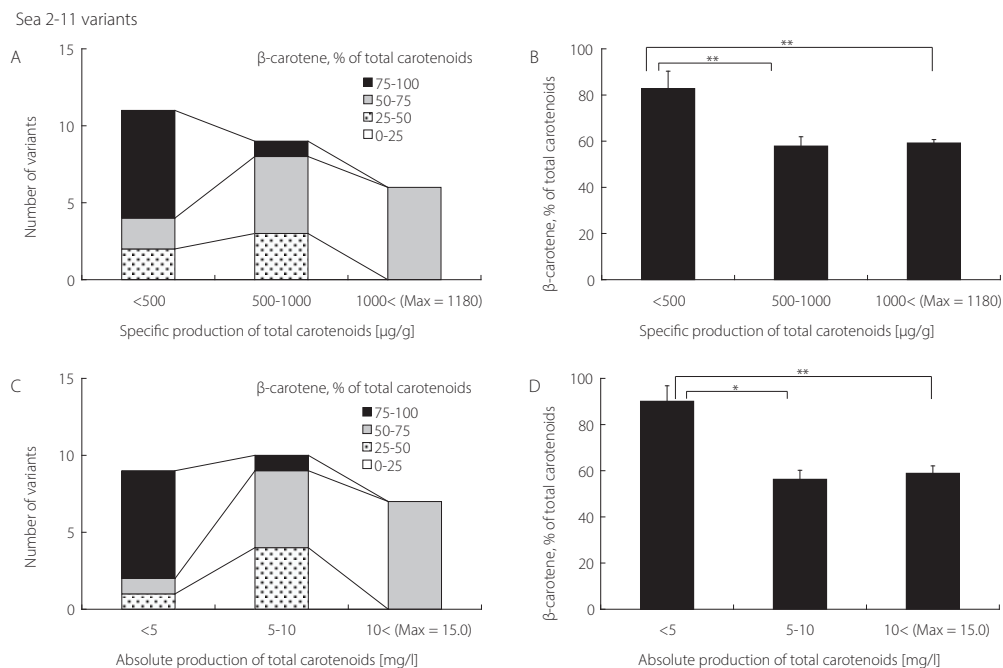 Sea 2-11 variants
A
15
10
5
0
Number of variants
β-carotene, % of total carotenoids
75-100
50-75
25-50
0-25
<500
500-1000
1000< (Max = 1180)
Specific production of total carotenoids [μg/g]
B
100
80
60
40
20
0
β-carotene, % of total carotenoids
**
**
<500
500-1000
1000< (Max = 1180)
Specific production of total carotenoids [μg/g]
C
15
10
5
0
Number of variants
β-carotene, % of total carotenoids
75-100
50-75
25-50
0-25
<5
5-10
10< (Max = 15.0)
Absolute production of total carotenoids [mg/l]
D
100
80
60
40
20
0
β-carotene, % of total carotenoids
**
*
<5
5-10
10< (Max = 15.0)
Absolute production of total carotenoids [mg/l]